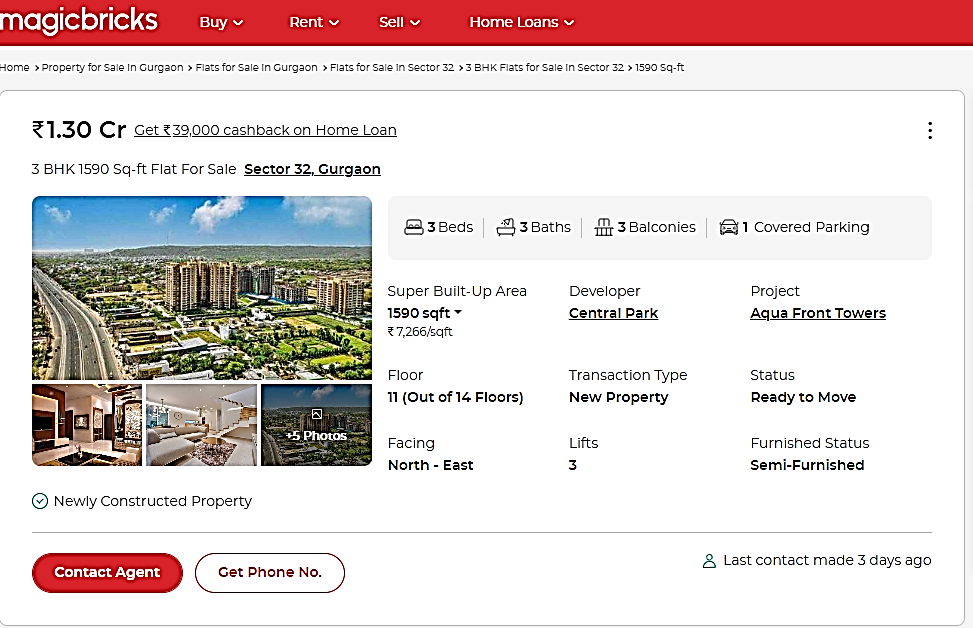 magicbricks Buy Rent Sell Home Loans
Home > Property for Sale in Gurgaon > Flats for Sale in Gurgaon > Flats for Sale in Sector 32 > 3 BHK Flats for Sale in Sector 32 > 1590 Sq-ft
₹1.30 Cr Get ₹39,000 cashback on Home Loan
3 BHK 1590 Sq-ft Flat For Sale Sector 32, Gurgaon
3 Beds 3 Baths 3 Balconies 1 Covered Parking
Super Built-Up Area Developer Project
1590 sqft Central Park Aqua Front Towers
₹7,266/sqft
Floor Transaction Type Status
11 (Out of 14 Floors) New Property Ready to Move
+5 Photos
Facing Lifts Furnished Status
North - East 3 Semi-Furnished
Newly Constructed Property
Contact Agent Get Phone No. Last contact made 3 days ago